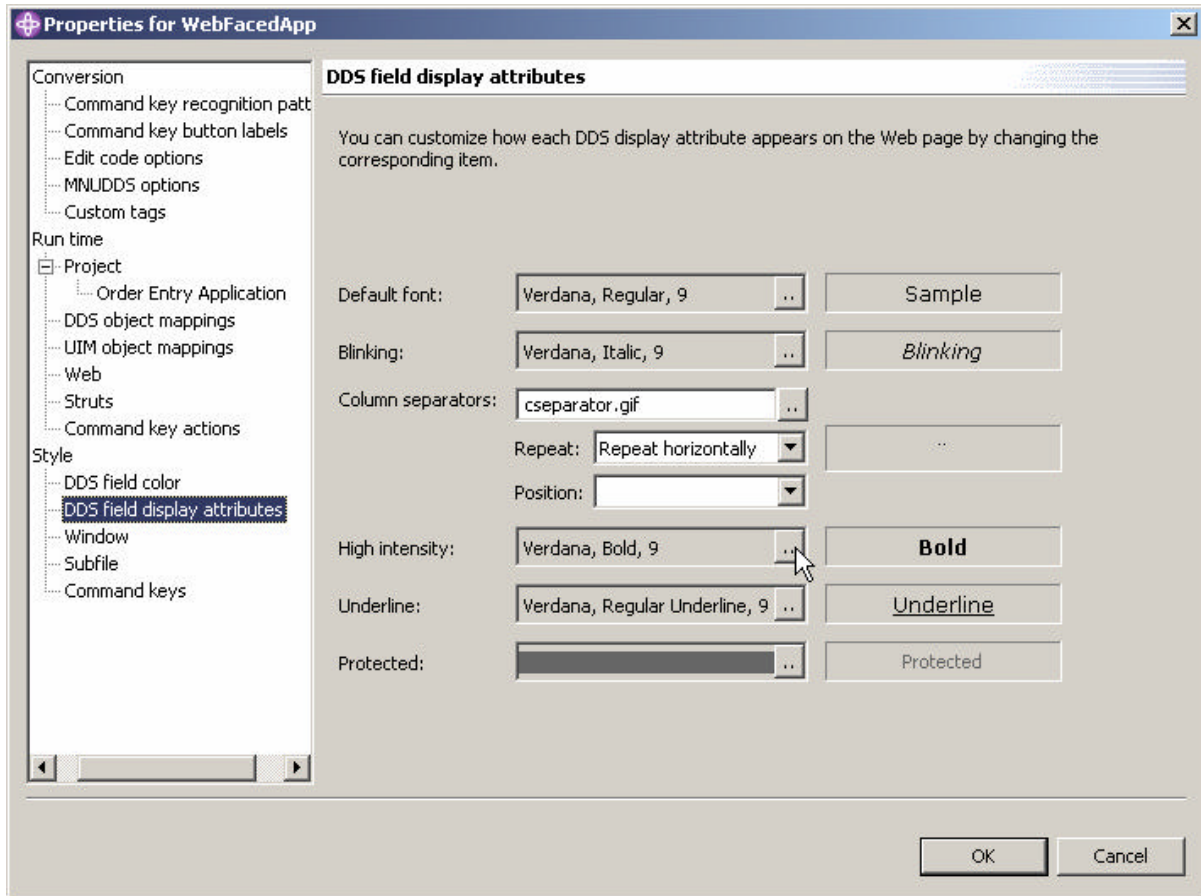 Properties for WebFacedApp
Conversion
Command key recognition patt
Command key button labels
Edit code options
MNUDDS options
Custom tags
Run time
Project
Order Entry Application
DDS object mappings
UIM object mappings
Web
Struts
Command key actions
Style
DDS field color
DDS field display attributes
Window
Subfile
Command keys
DDS field display attributes
You can customize how each DDS display attribute appears on the Web page by changing the
corresponding item.
Default font: Verdana, Regular, 9 .. Sample
Blinking: Verdana, Italic, 9 .. Blinking
Column separators: cseparator.gif ..
Repeat: Repeat horizontally ..
Position:
High intensity: Verdana, Bold, 9 .. Bold
Underline: Verdana, Regular Underline, 9 .. Underline
Protected: .. Protected
OK Cancel